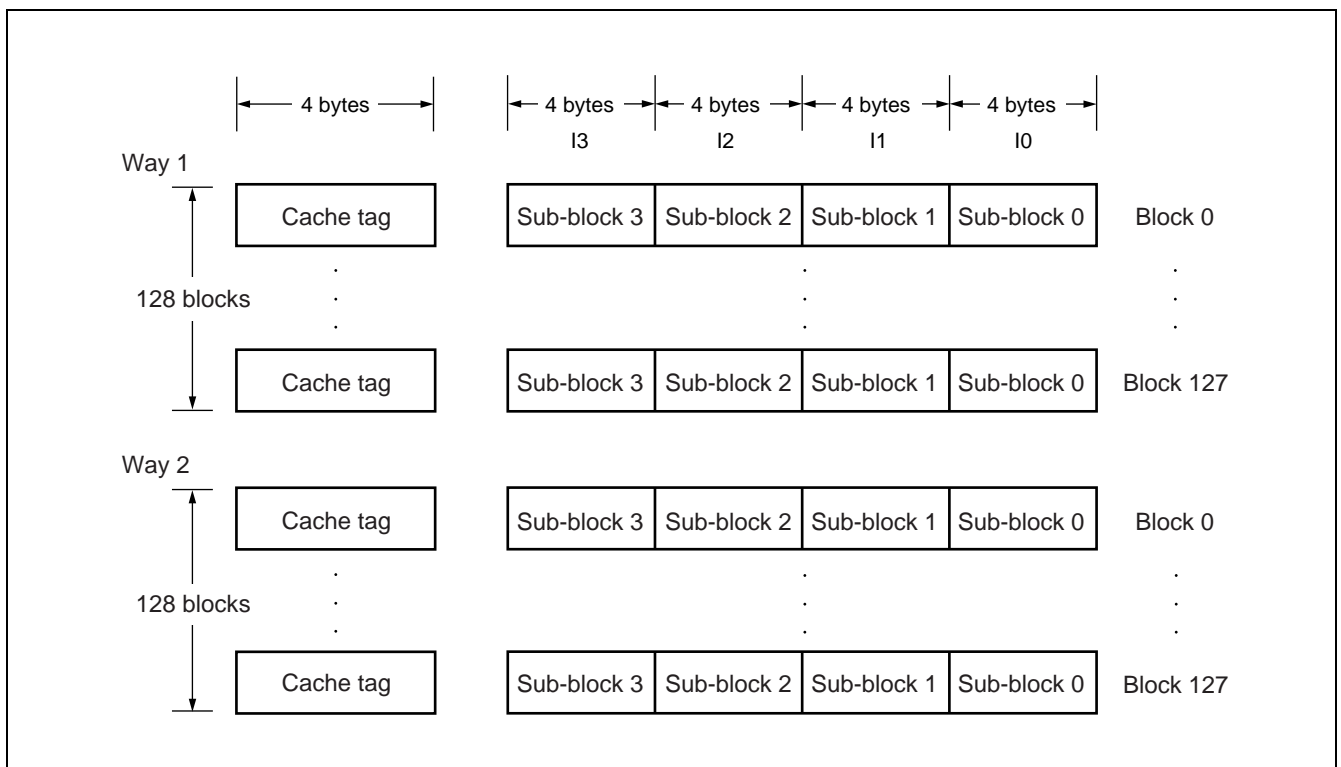 4 bytes 4 bytes 4 bytes 4 bytes 4 bytes
I3 I2 I1 I0
Way 1
Cache tag Sub-block 3 Sub-block 2 Sub-block 1 Sub-block 0 Block 0
128 blocks
Cache tag Sub-block 3 Sub-block 2 Sub-block 1 Sub-block 0 Block 127
Way 2
Cache tag Sub-block 3 Sub-block 2 Sub-block 1 Sub-block 0 Block 0
128 blocks
Cache tag Sub-block 3 Sub-block 2 Sub-block 1 Sub-block 0 Block 127